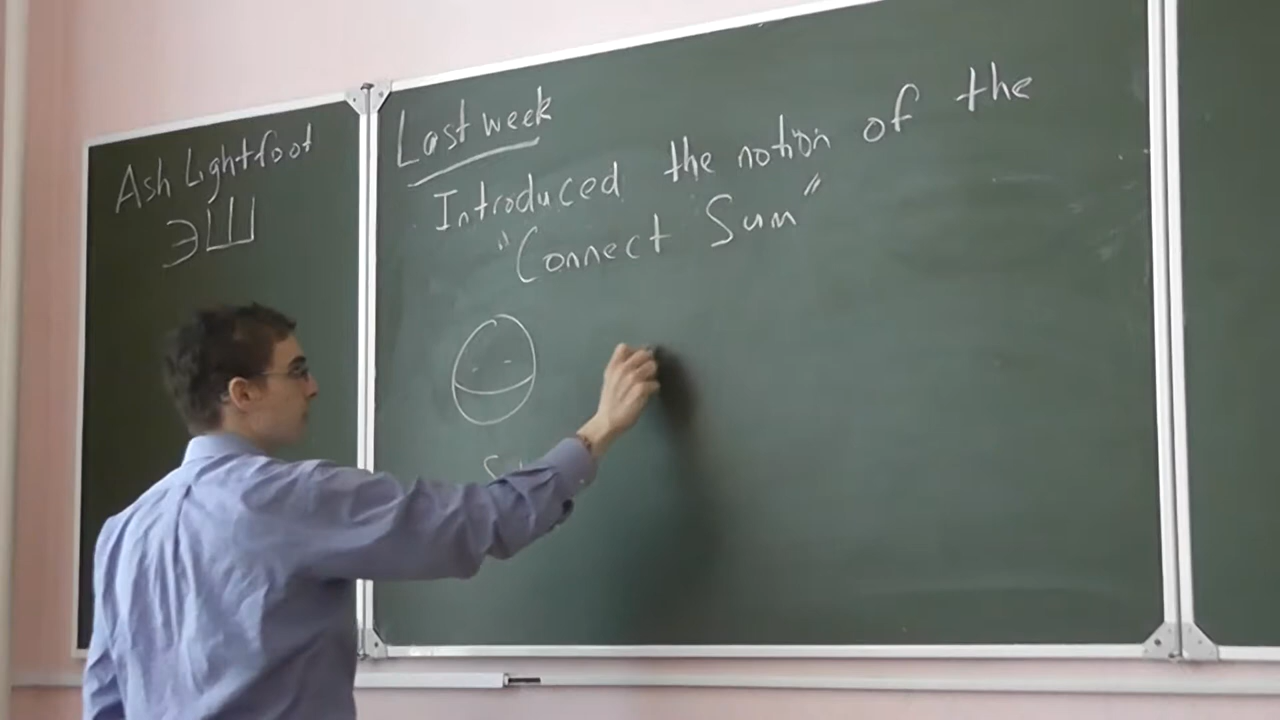 Ash Lightfoot
ЭШ
Last week
Introduced the notion of the
"Connect Sum"